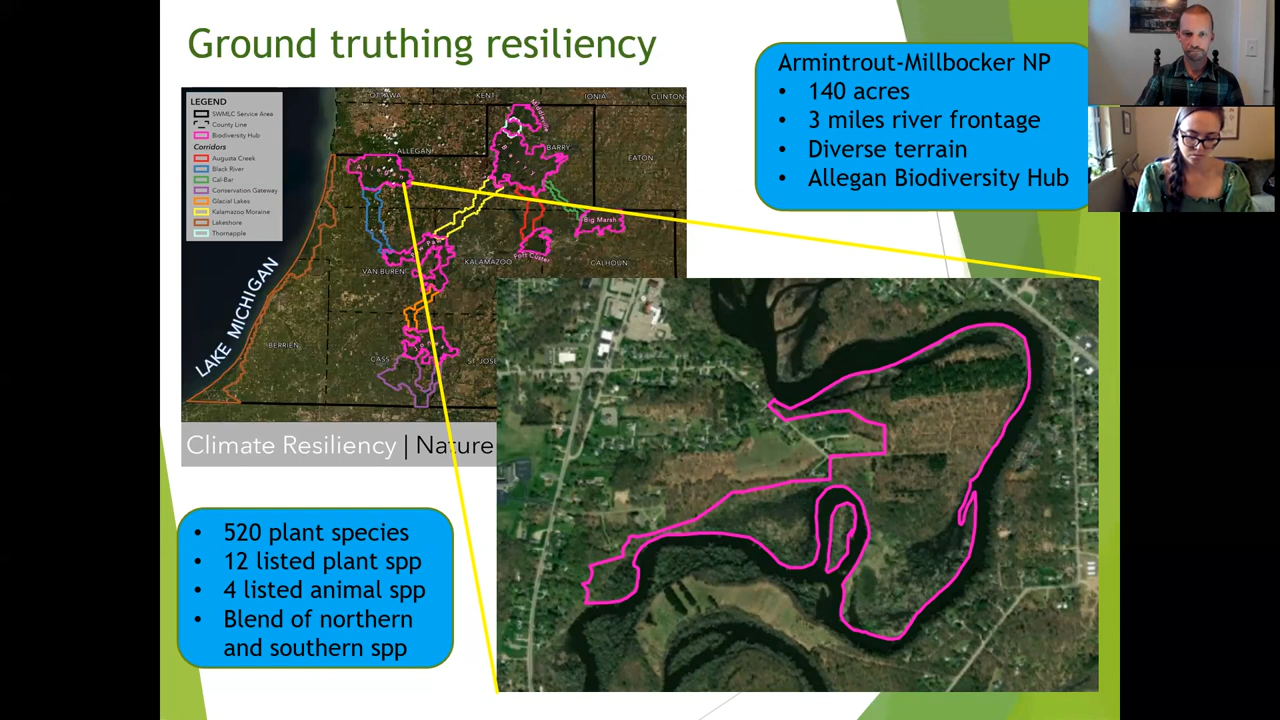 Ground truthing resiliency
Armintrout-Millbocker NP
• 140 acres
• 3 miles river frontage
• Diverse terrain
• Allegan Biodiversity Hub
LEGEND
SWMLC Service Area
County Line
Biodiversity Hub
Corridors
Augusta Creek
Black River
Cal-Bar
Conservation Gateway
Glacial Lakes
Kalamazoo Moraine
Lakeshore
Thornapple
OTTAWA
KENT
IONIA
CLINTON
Middleville
ALLEGAN
BARRY
EATON
Allegan
Big Marsh
VAN BUREN
KALAMAZOO
Fort Custer
CALHOUN
LAKE MICHIGAN
BERRIEN
CASS
ST. JOSE
Climate Resiliency | Nature
• 520 plant species
• 12 listed plant spp
• 4 listed animal spp
• Blend of northern
and southern spp